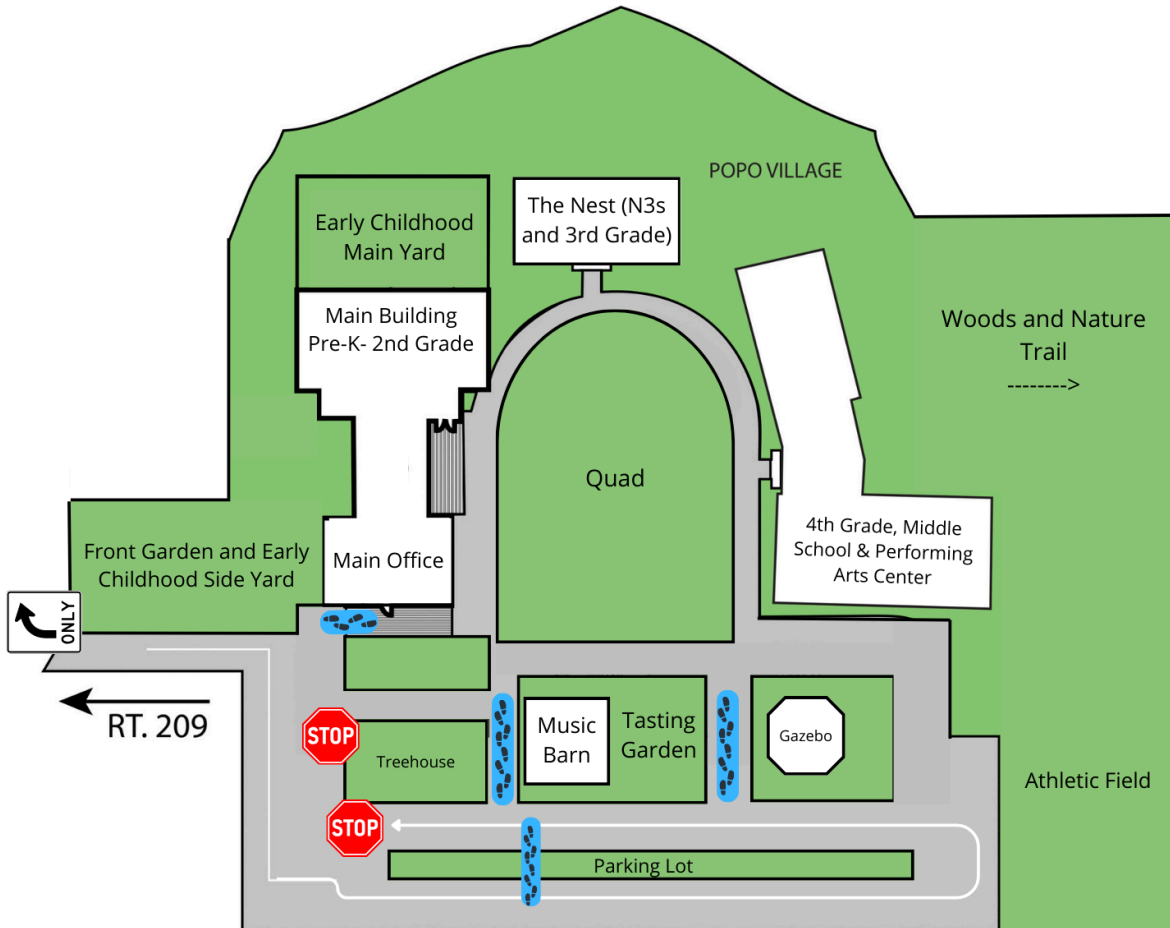 POPO VILLAGE
The Nest (N3s
and 3rd Grade)
Early Childhood
Main Yard
Main Building
Pre-K- 2nd Grade
Woods and Nature
Trail
-------->
Quad
4th Grade, Middle
School & Performing
Arts Center
Front Garden and Early
Childhood Side Yard
Main Office
ONLY
RT. 209
STOP
Treehouse
Music
Barn
Tasting
Garden
Gazebo
Athletic Field
STOP
Parking Lot